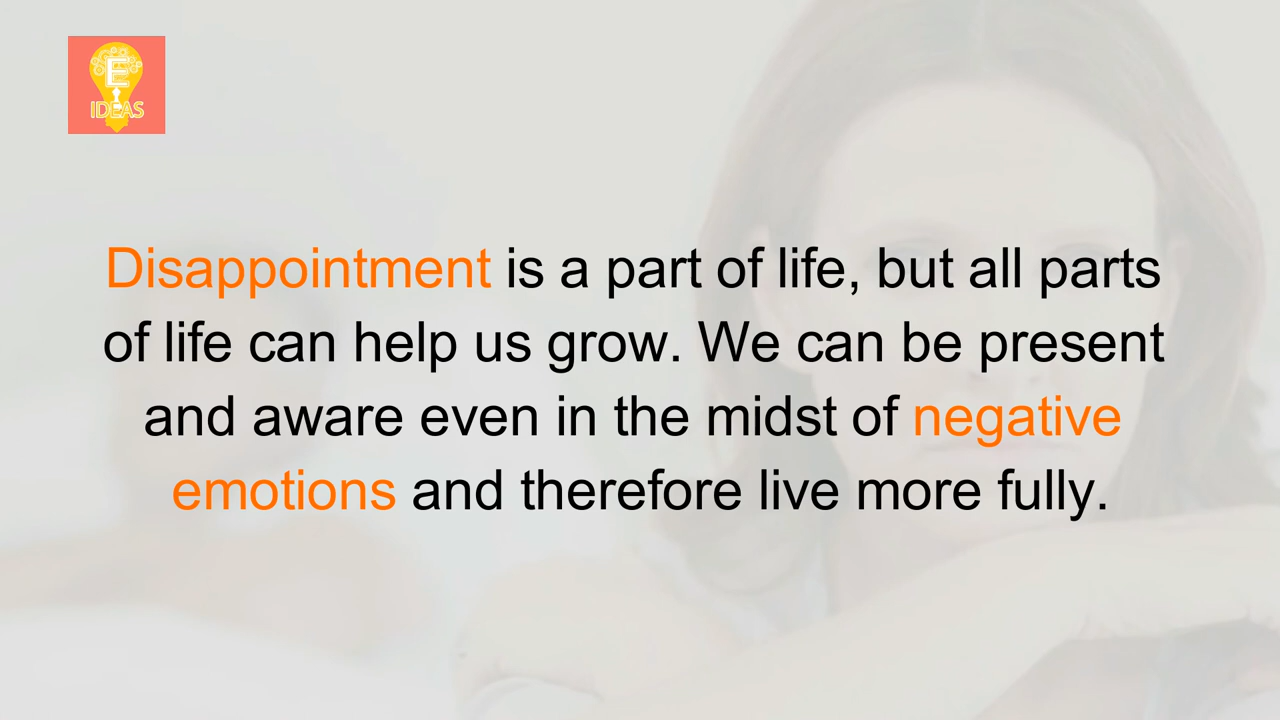 E
IDEAS
Disappointment is a part of life, but all parts
of life can help us grow. We can be present
and aware even in the midst of negative
emotions and therefore live more fully.